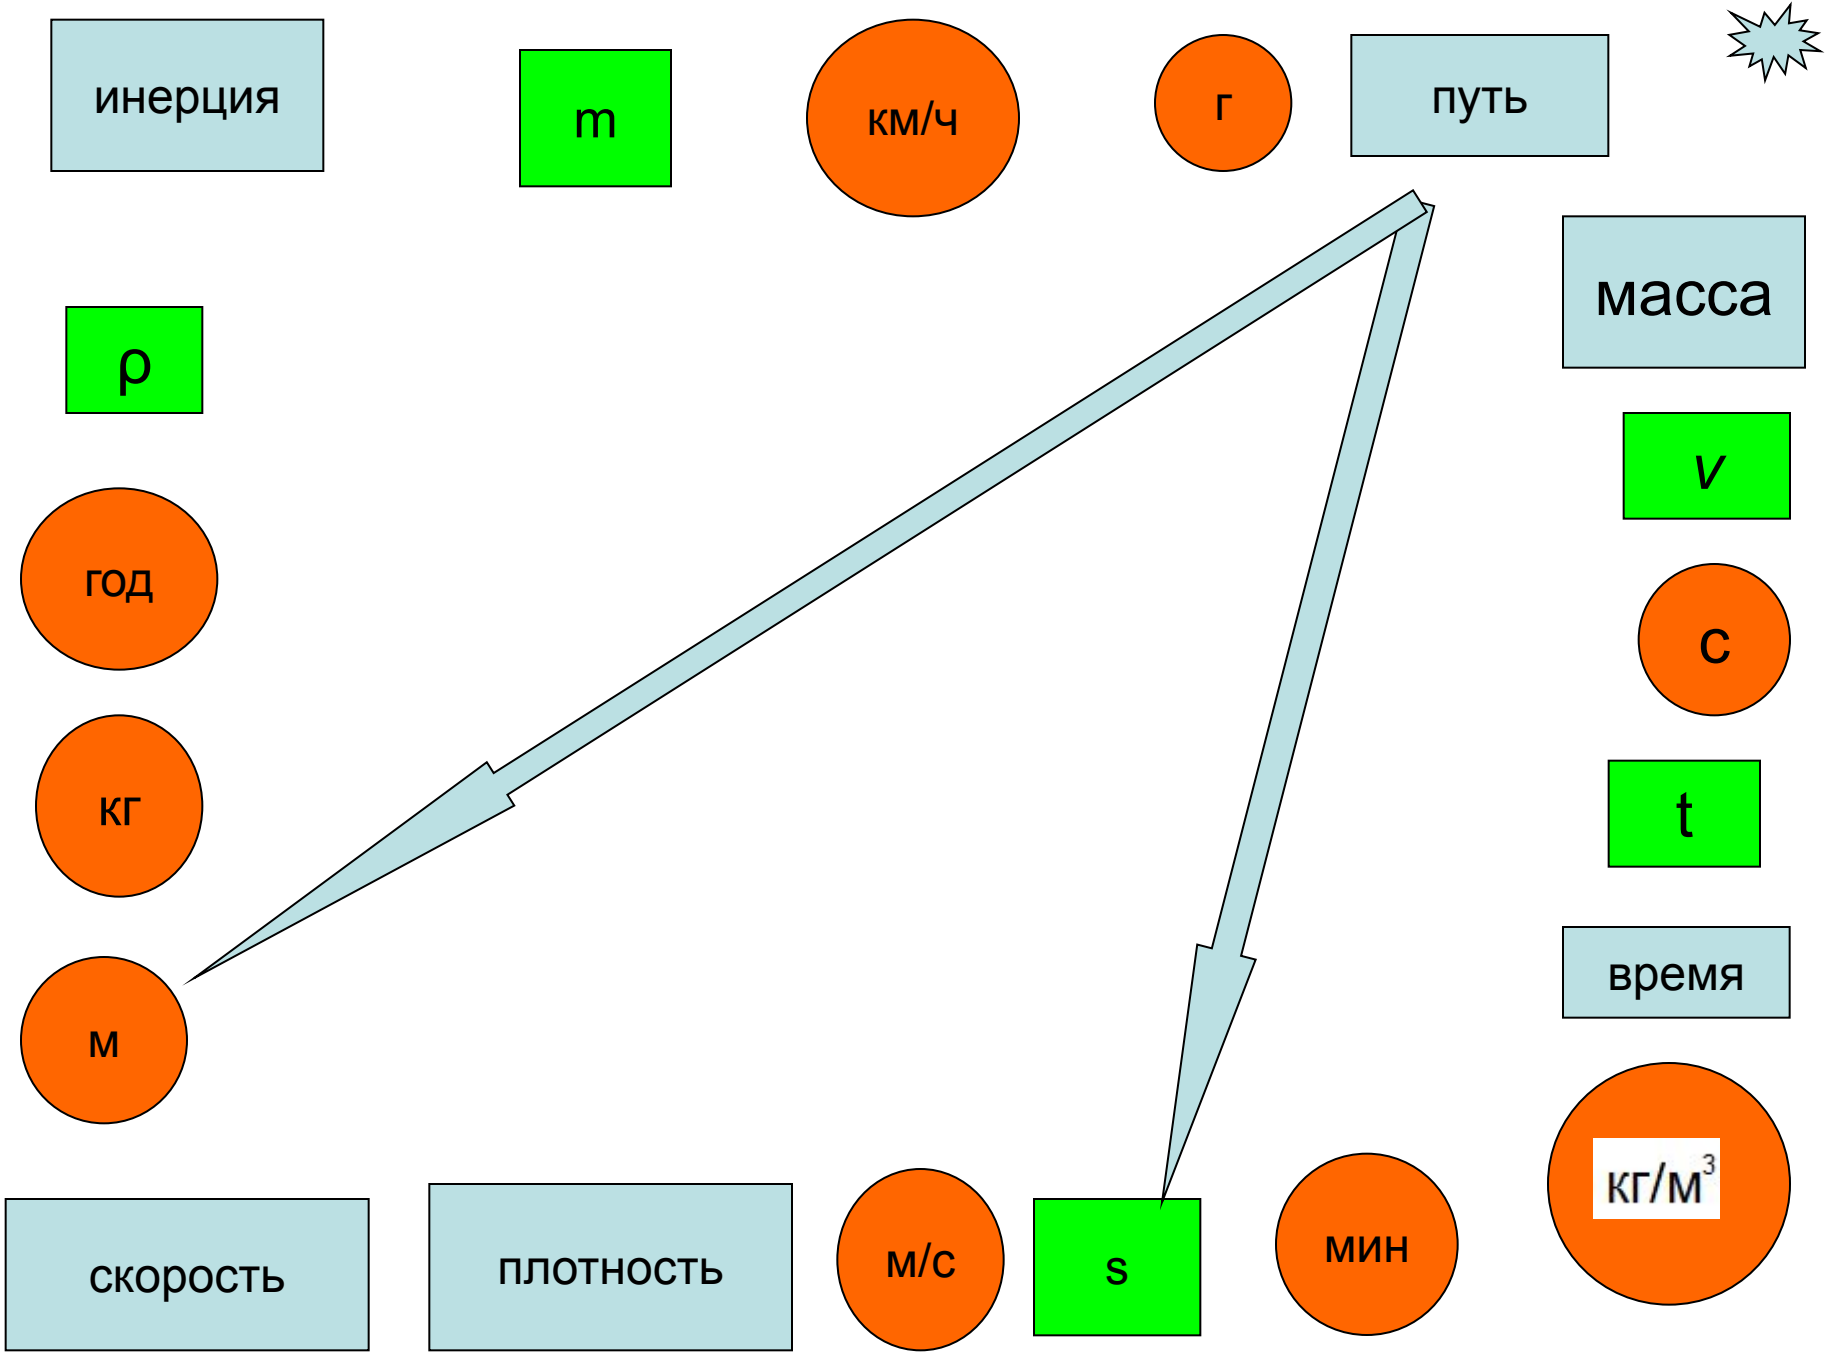 инерция
m
км/ч
г
путь
масса
ρ
v
год
с
кг
t
время
м
кг/м³
скорость
плотность
м/с
s
мин